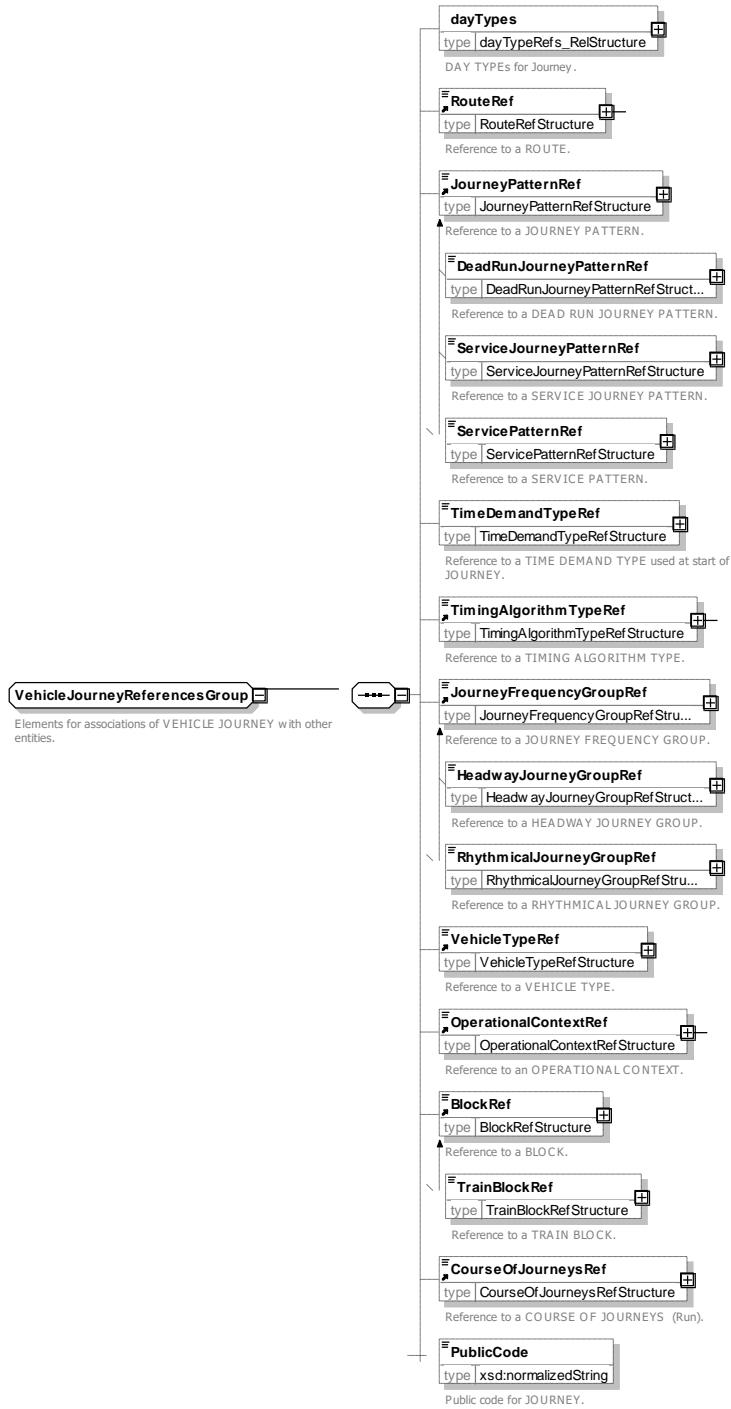 dayTypes
type dayTypeRefs_RelStructure
DAY TYPEs for Journey.
RouteRef
type RouteRefStructure
Reference to a ROUTE.
JourneyPatternRef
type JourneyPatternRefStructure
Reference to a JOURNEY PATTERN.
DeadRunJourneyPatternRef
type DeadRunJourneyPatternRefStruct...
Reference to a DEAD RUN JOURNEY PATTERN.
ServiceJourneyPatternRef
type ServiceJourneyPatternRefStructure
Reference to a SERVICE JOURNEY PATTERN.
ServicePatternRef
type ServicePatternRefStructure
Reference to a SERVICE PATTERN.
TimeDemandTypeRef
type TimeDemandTypeRefStructure
Reference to a TIME DEMAND TYPE used at start of
JOURNEY.
TimingAlgorithmTypeRef
type TimingAlgorithmTypeRefStructure
Reference to a TIMING ALGORITHM TYPE.
VehicleJourneyReferencesGroup
Elements for associations of VEHICLE JOURNEY with other
entities.
JourneyFrequencyGroupRef
type JourneyFrequencyGroupRefStru...
Reference to a JOURNEY FREQUENCY GROUP.
HeadwayJourneyGroupRef
type HeadwayJourneyGroupRefStruct...
Reference to a HEADWAY JOURNEY GROUP.
RhythmicalJourneyGroupRef
type RhythmicalJourneyGroupRefStru...
Reference to a RHYTHMICAL JOURNEY GROUP.
VehicleTypeRef
type VehicleTypeRefStructure
Reference to a VEHICLE TYPE.
OperationalContextRef
type OperationalContextRefStructure
Reference to an OPERATIONAL CONTEXT.
BlockRef
type BlockRefStructure
Reference to a BLOCK.
TrainBlockRef
type TrainBlockRefStructure
Reference to a TRAIN BLOCK.
CourseOfJourneysRef
type CourseOfJourneysRefStructure
Reference to a COURSE OF JOURNEYS (Run).
PublicCode
type xsd:normalizedString
Public code for JOURNEY.